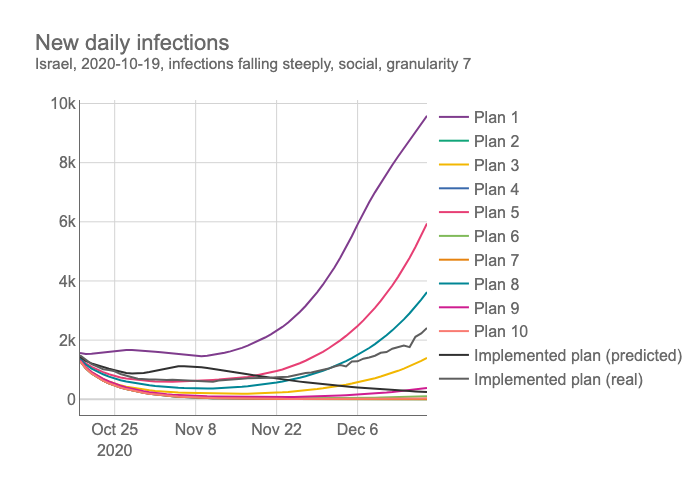 New daily infections
Israel, 2020-10-19, infections falling steeply, social, granularity 7
10k
8k
6k
4k
2k
0
Oct 25
2020
Nov 8
Nov 22
Dec 6
Plan 1
Plan 2
Plan 3
Plan 4
Plan 5
Plan 6
Plan 7
Plan 8
Plan 9
Plan 10
Implemented plan (predicted)
Implemented plan (real)